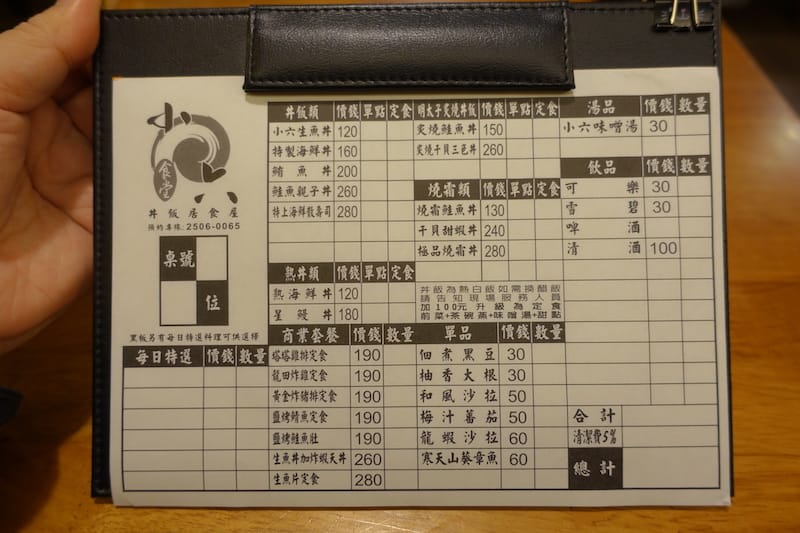 小六
食堂
丼飯居食屋
預約專線:2506-0065
桌號
位
黑板另有每日特選料理可供選擇
每日特選 價錢 數量
丼飯類 價錢 單點 定食
小六生魚丼 120
特製海鮮丼 160
鮪魚丼 200
鮭魚親子丼 260
特上海鮮散壽司 280
熟丼類 價錢 單點 定食
熟海鮮丼 120
星鰻丼 180
商業套餐 價錢 數量
塔塔雞排定食 190
龍田炸雞定食 190
黃金炸豬排定食 190
鹽烤鯖魚定食 190
鹽烤鮭魚肚 190
生魚丼加炸蝦天丼 260
生魚片定食 280
明太子炙燒丼飯 價錢 單點 定食
炙燒鮭魚丼 150
炙燒干貝三色丼 260
燒霜類 價錢 單點 定食
燒霜鮭魚丼 130
干貝甜蝦丼 240
極品燒霜丼 280
丼飯為熱白飯如需換醋飯
請告知現場服務人員
加100元升級為定食
前菜+茶碗蒸+味噌湯+甜點
單品 價錢 數量
佃煮黑豆 30
柚香大根 30
和風沙拉 50
梅汁蕃茄 50
龍蝦沙拉 60
寒天山葵章魚 60
湯品 價錢 數量
小六味噌湯 30
飲品 價錢 數量
可樂 30
雪碧 30
啤酒
清酒 100
合計
清潔費5%
總計